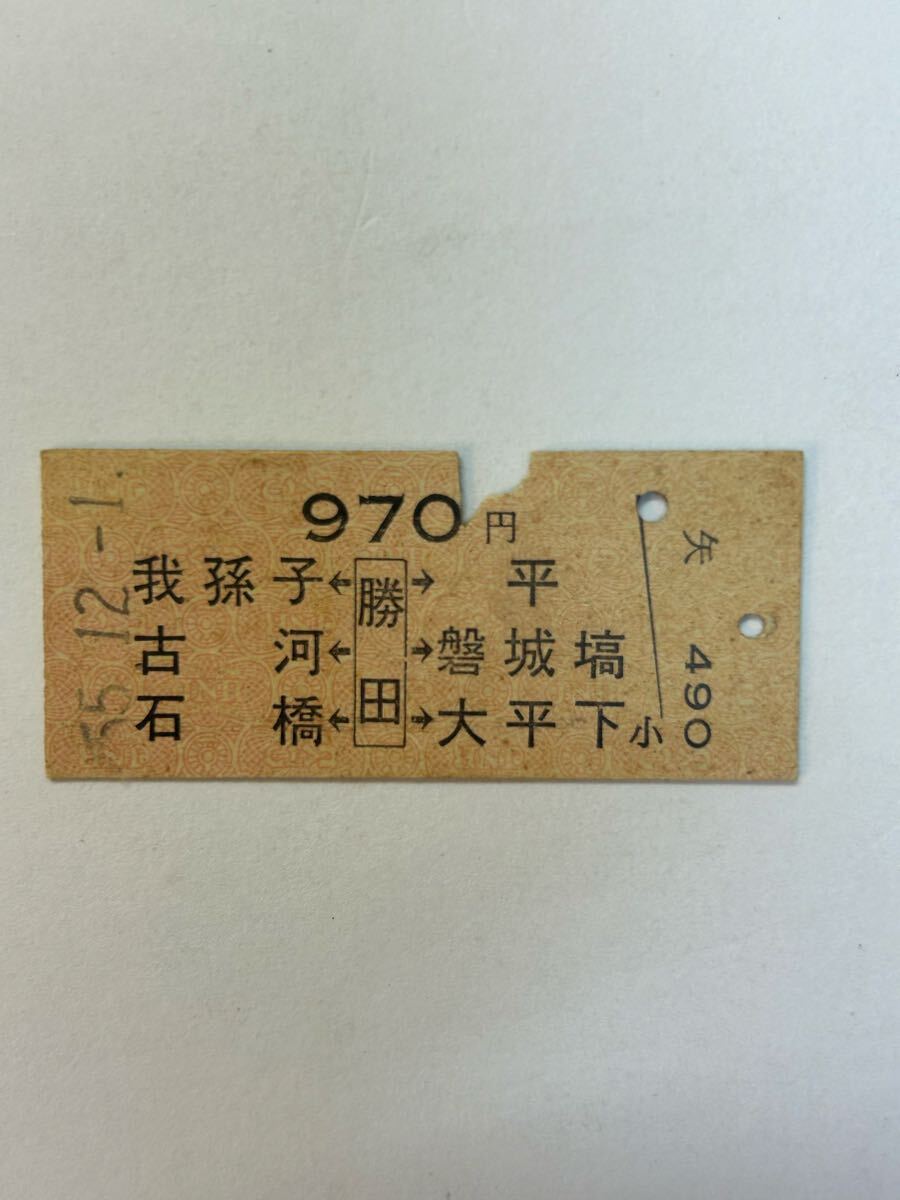 55.12.-1.
970円
我孫子←勝田→平
古河←→磐城塙
石橋←→大平下
小
矢
490